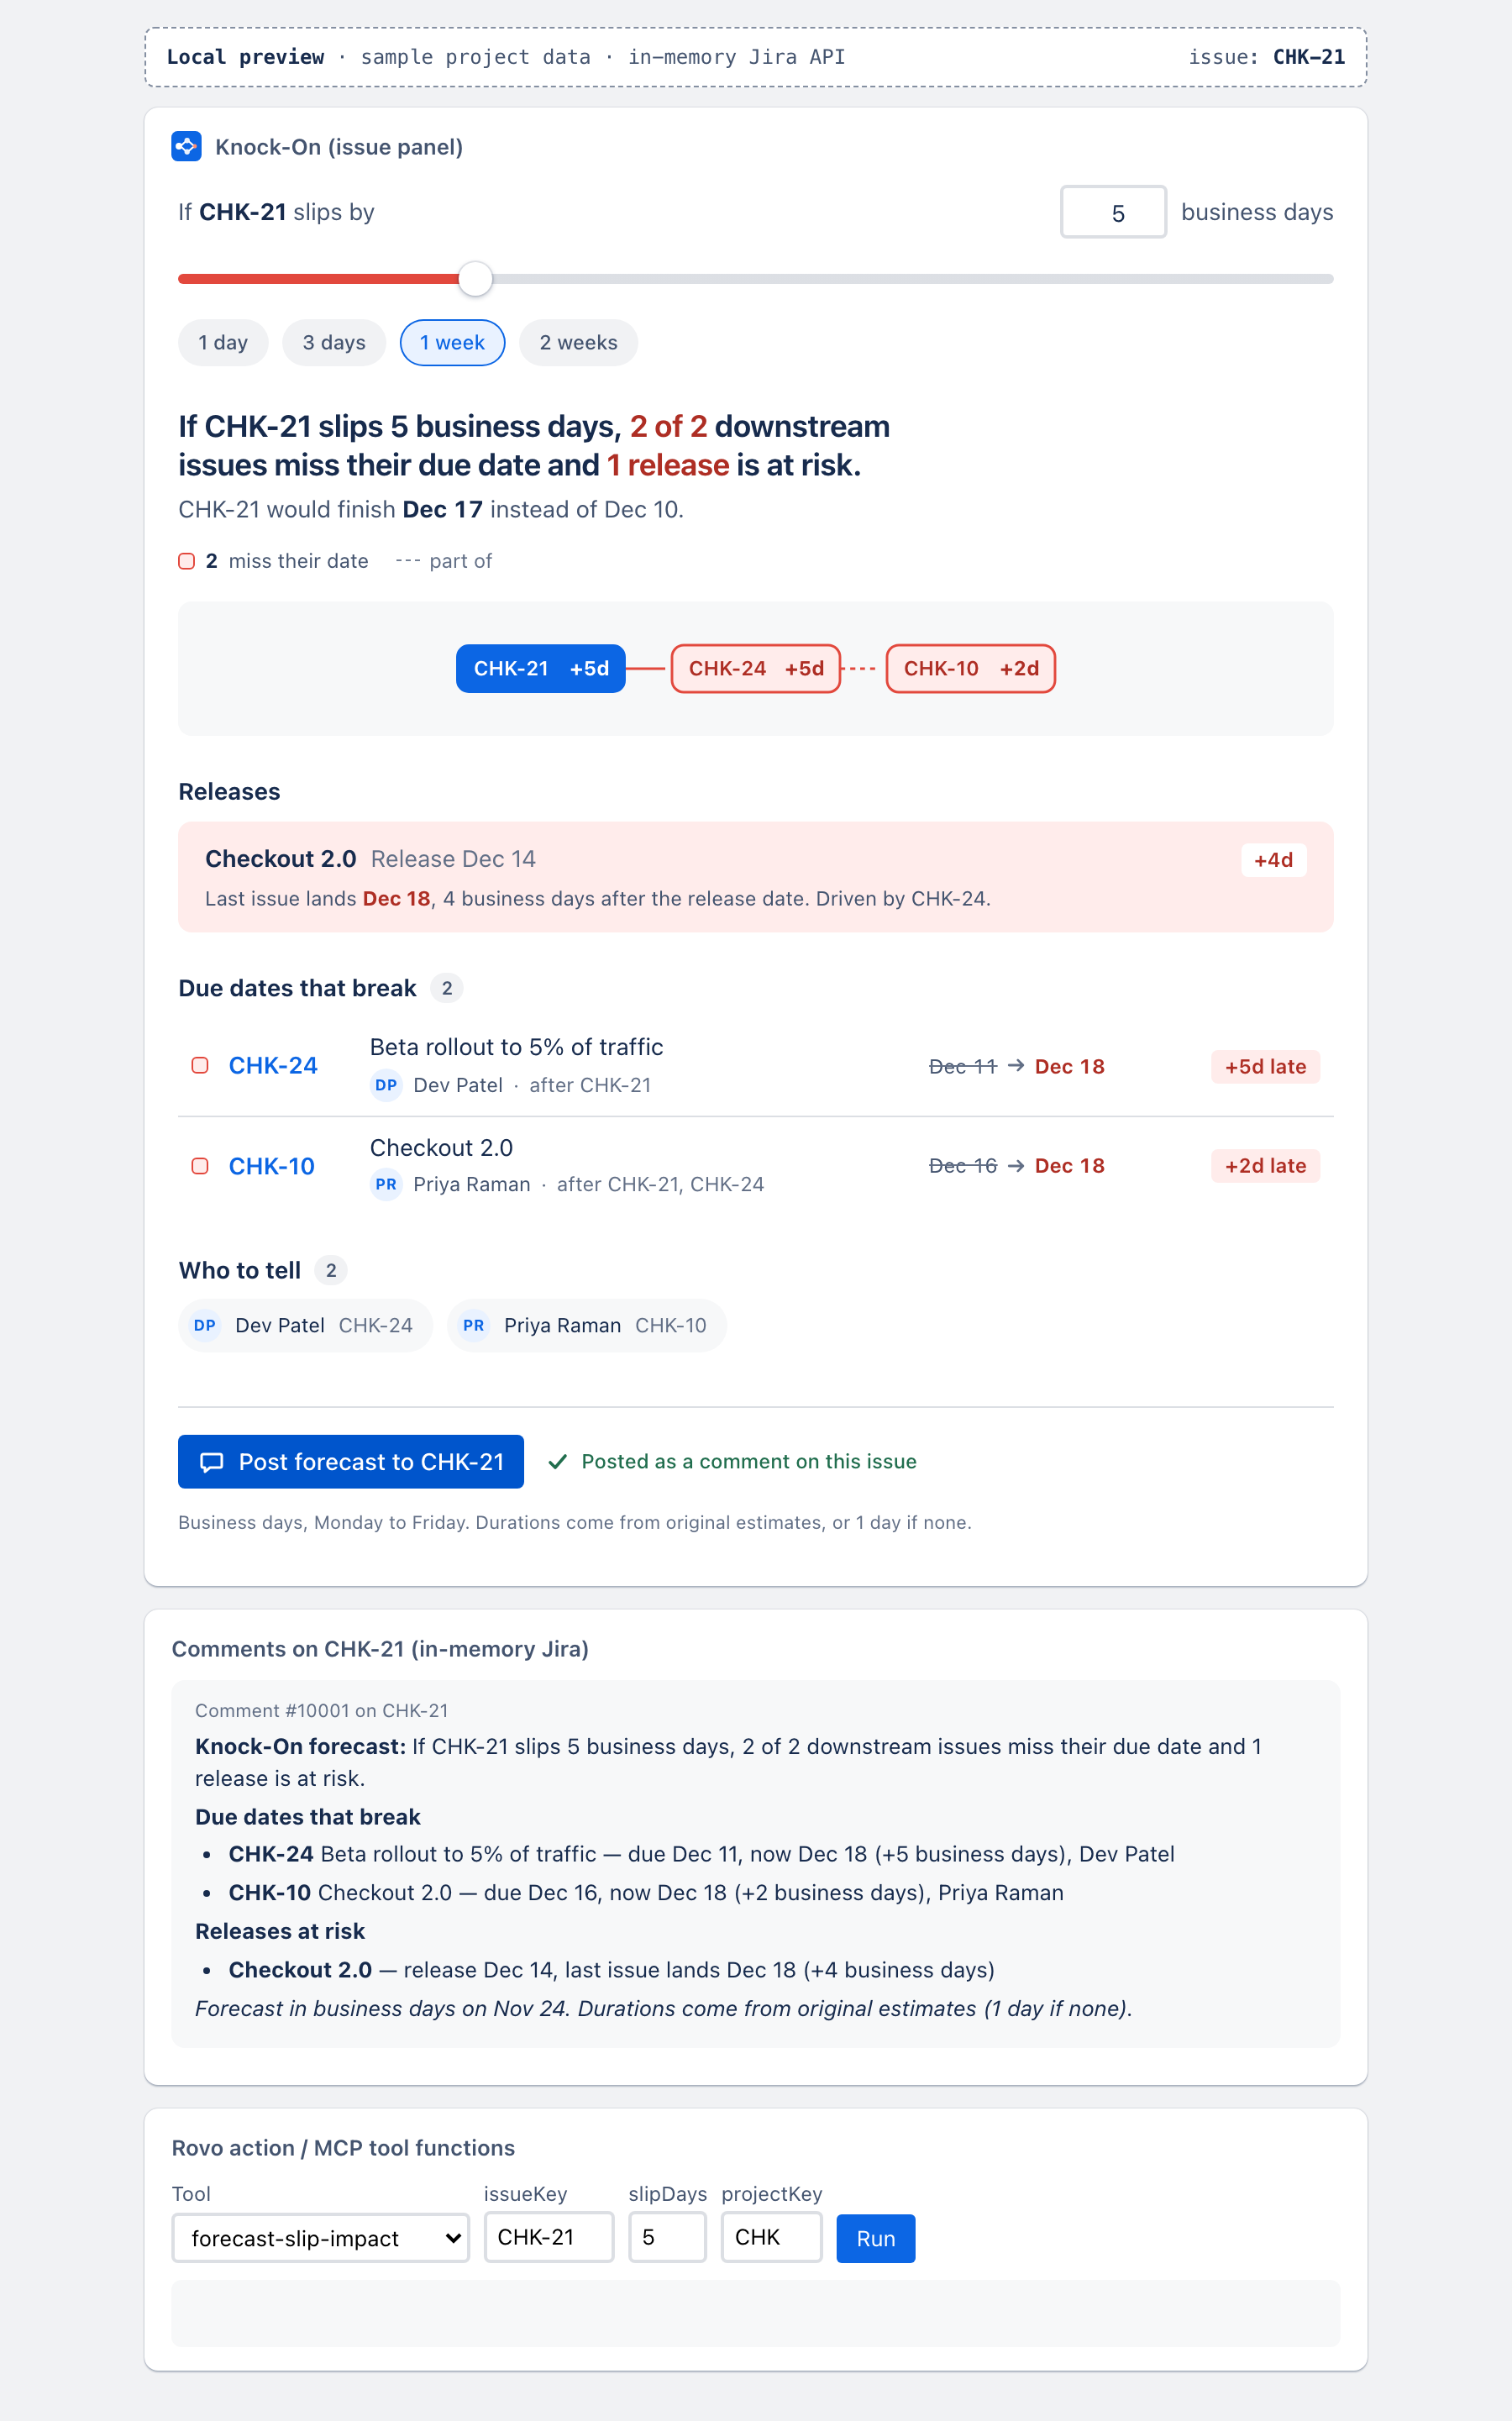 Local preview · sample project data · in-memory Jira API issue: CHK-21
Knock-On (issue panel)
If CHK-21 slips by 5 business days
1 day 3 days 1 week 2 weeks
If CHK-21 slips 5 business days, 2 of 2 downstream
issues miss their due date and 1 release is at risk.
CHK-21 would finish Dec 17 instead of Dec 10.
2 miss their date --- part of
CHK-21 +5d CHK-24 +5d CHK-10 +2d
Releases
Checkout 2.0 Release Dec 14 +4d
Last issue lands Dec 18, 4 business days after the release date. Driven by CHK-24.
Due dates that break 2
CHK-24 Beta rollout to 5% of traffic Dec 11 → Dec 18 +5d late
DP Dev Patel · after CHK-21
CHK-10 Checkout 2.0 Dec 16 → Dec 18 +2d late
PR Priya Raman · after CHK-21, CHK-24
Who to tell 2
DP Dev Patel CHK-24 PR Priya Raman CHK-10
Post forecast to CHK-21 ✓ Posted as a comment on this issue
Business days, Monday to Friday. Durations come from original estimates, or 1 day if none.
Comments on CHK-21 (in-memory Jira)
Comment #10001 on CHK-21
Knock-On forecast: If CHK-21 slips 5 business days, 2 of 2 downstream issues miss their due date and 1
release is at risk.
Due dates that break
• CHK-24 Beta rollout to 5% of traffic — due Dec 11, now Dec 18 (+5 business days), Dev Patel
• CHK-10 Checkout 2.0 — due Dec 16, now Dec 18 (+2 business days), Priya Raman
Releases at risk
• Checkout 2.0 — release Dec 14, last issue lands Dec 18 (+4 business days)
Forecast in business days on Nov 24. Durations come from original estimates (1 day if none).
Rovo action / MCP tool functions
Tool issueKey slipDays projectKey
forecast-slip-impact CHK-21 5 CHK Run